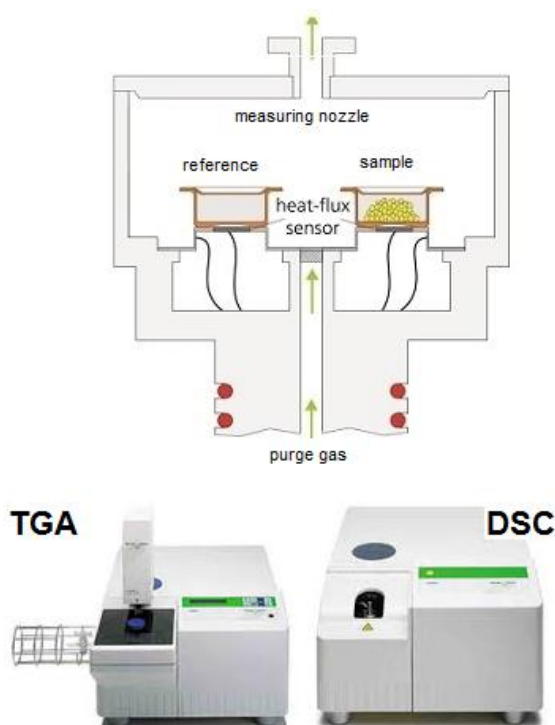 measuring nozzle
reference
sample
heat-flux
sensor
purge gas
TGA
DSC